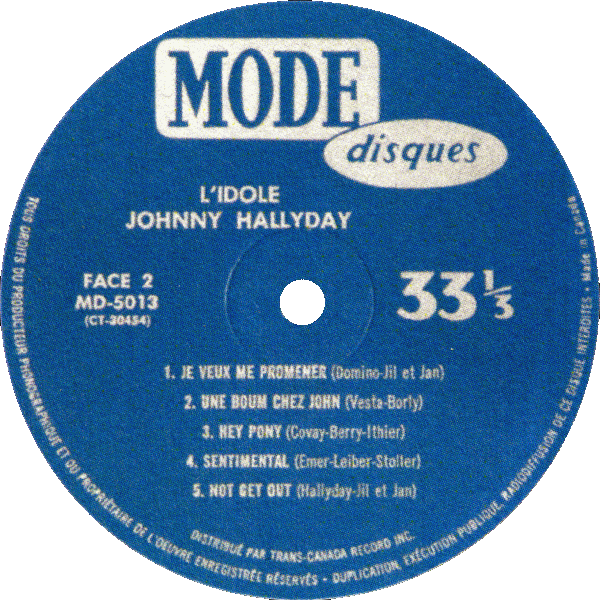 MODE
disques
L'IDOLE
JOHNNY HALLYDAY
FACE 2
MD-5013
(CT-30454)
33 1/3
1. JE VEUX ME PROMENER (Domino-Jil et Jan)
2. UNE BOUM CHEZ JOHN (Vesta-Borly)
3. HEY PONY (Covay-Berry-Ithier)
4. SENTIMENTAL (Emer-Leiber-Stoller)
5. NOT GET OUT (Hallyday-Jil et Jan)
DISTRIBUÉ PAR TRANS-CANADA RECORD INC.
TOUS DROITS DU PRODUCTEUR PHONOGRAPHIQUE ET DU PROPRIÉTAIRE DE L'OEUVRE ENREGISTRÉE RÉSERVÉS - DUPLICATION, EXÉCUTION PUBLIQUE, RADIODIFFUSION DE CE DISQUE INTERDITES - Made in Canada